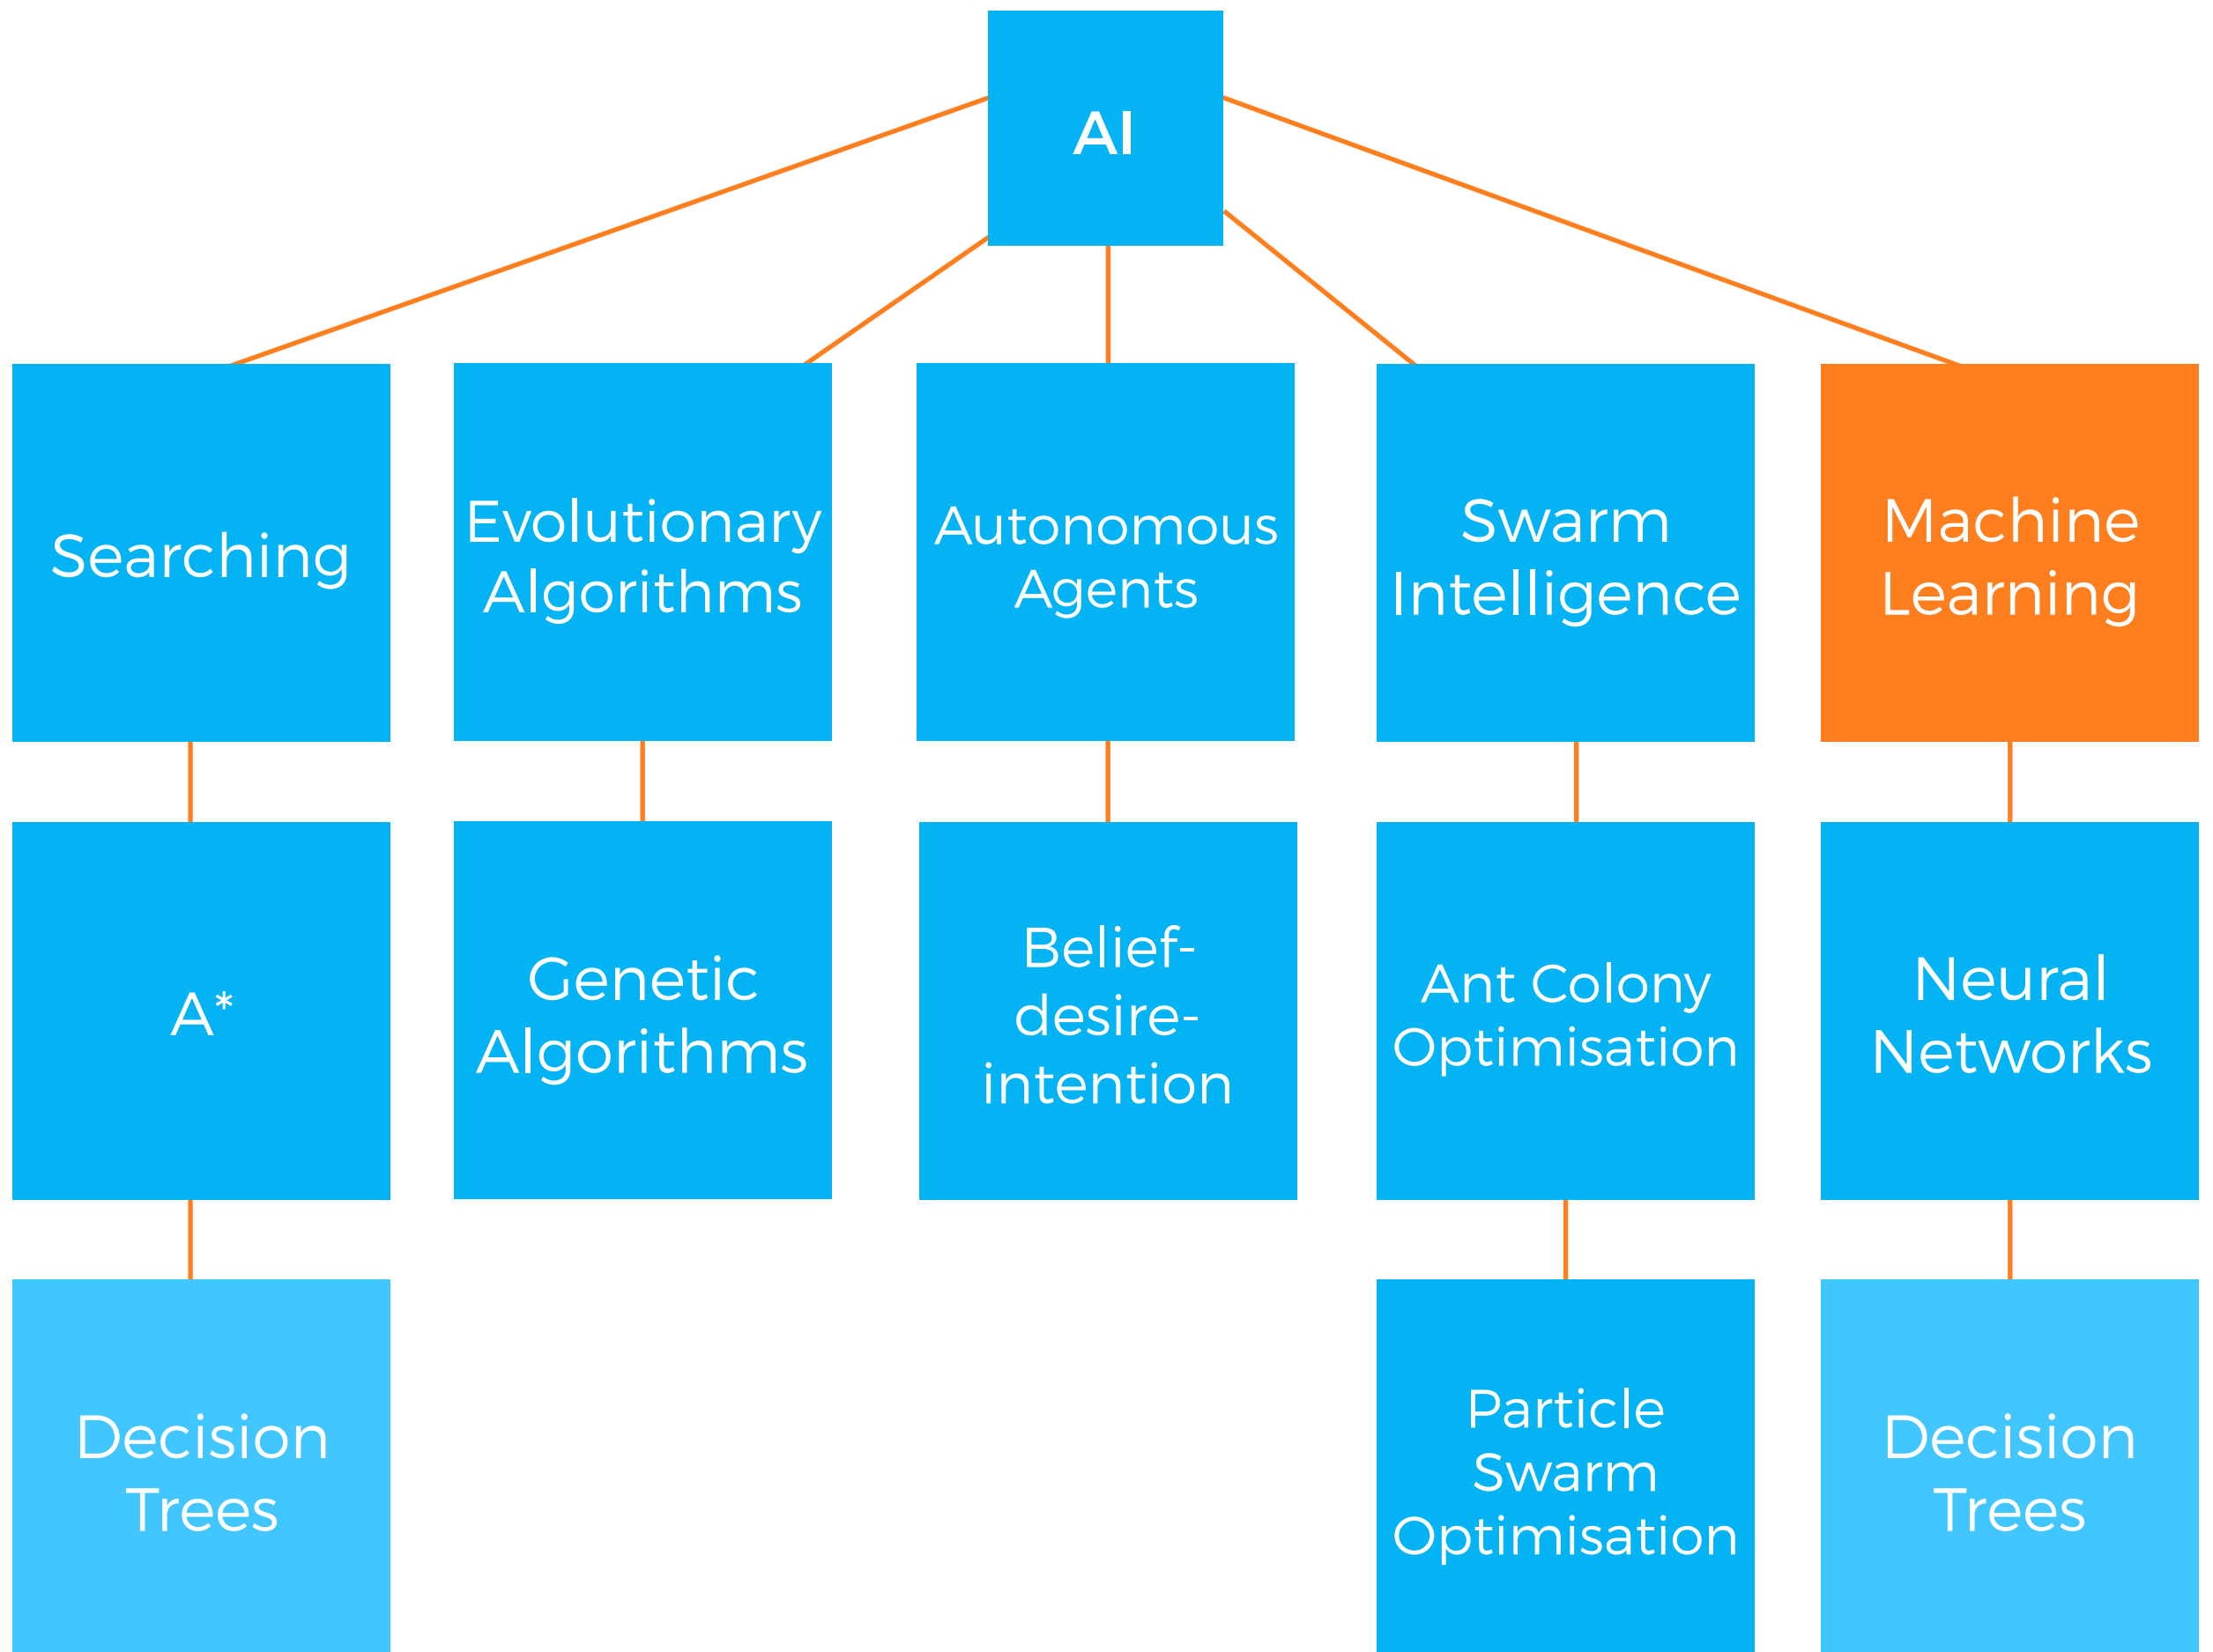 AI
Searching
Evolutionary
Algorithms
Autonomous
Agents
Swarm
Intelligence
Machine
Learning
A*
Genetic
Algorithms
Belief-
desire-
intention
Ant Colony
Optimisation
Neural
Networks
Decision
Trees
Particle
Swarm
Optimisation
Decision
Trees